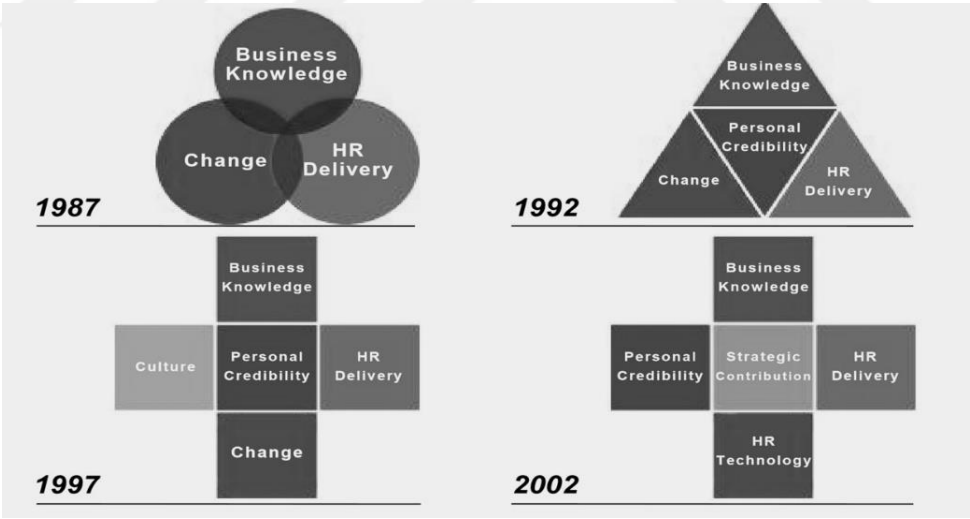 Business
Knowledge
Change
HR
Delivery
1987
Business
Knowledge
Personal
Credibility
Change
HR
Delivery
1992
Business
Knowledge
Culture
Personal
Credibility
HR
Delivery
Change
1997
Business
Knowledge
Personal
Credibility
Strategic
Contribution
HR
Delivery
HR
Technology
2002